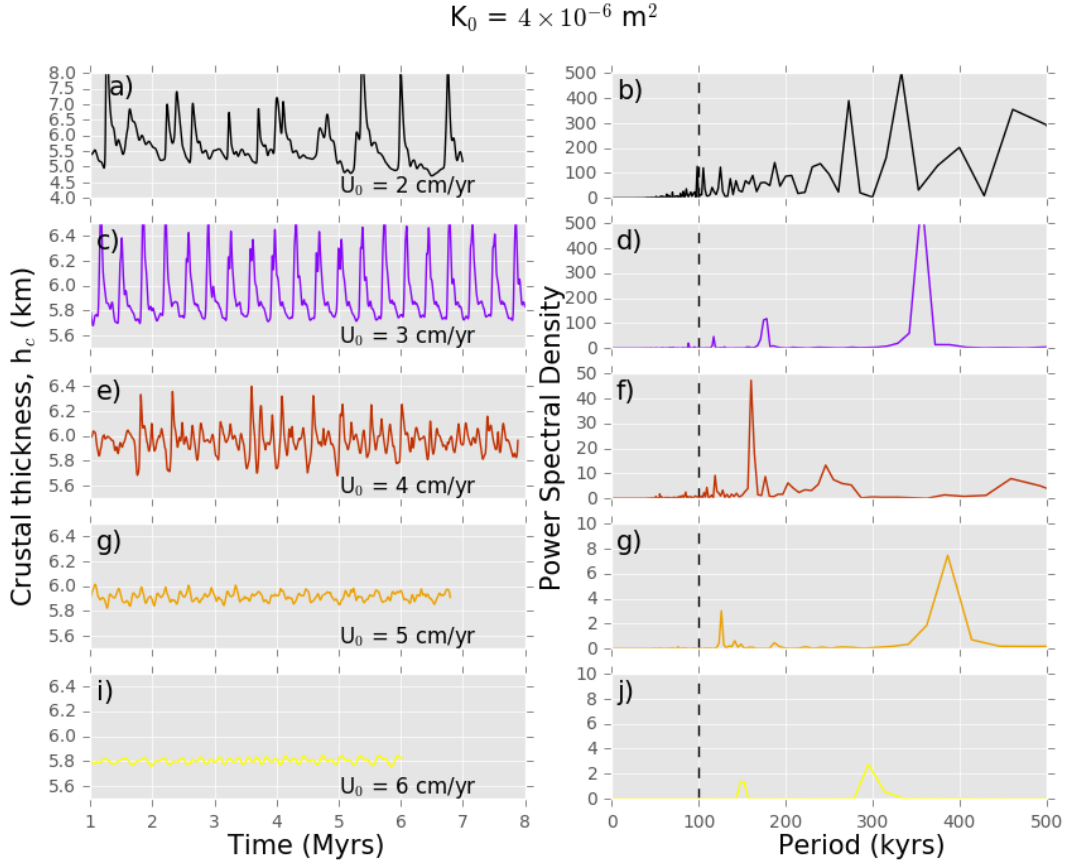 K₀ = 4 × 10⁻⁶ m²
Crustal thickness, h_c (km)
8.0
7.5
7.0
6.5
6.0
5.5
5.0
4.5
4.0
a)
U₀ = 2 cm/yr
6.4
6.2
6.0
5.8
5.6
c)
U₀ = 3 cm/yr
6.4
6.2
6.0
5.8
5.6
e)
U₀ = 4 cm/yr
6.4
6.2
6.0
5.8
5.6
g)
U₀ = 5 cm/yr
6.4
6.2
6.0
5.8
5.6
i)
U₀ = 6 cm/yr
1 2 3 4 5 6 7 8
Time (Myrs)
Power Spectral Density
500
400
300
200
100
0
b)
500
400
300
200
100
0
d)
50
40
30
20
10
0
f)
10
8
6
4
2
0
g)
10
8
6
4
2
0
j)
0 100 200 300 400 500
Period (kyrs)